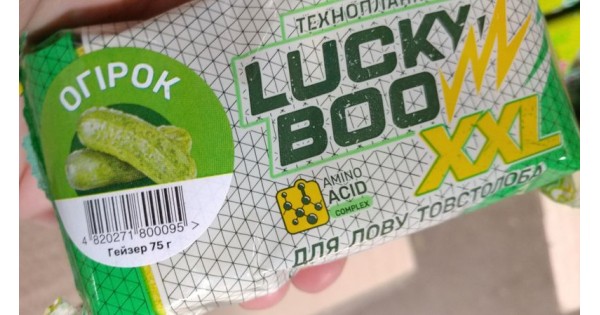 ТЕХНОПЛАН
LUCKY
BOO
XXL
ОГІРОК
4 820271 800095 >
Гейзер 75 г
AMINO
ACID
COMPLEX
ДЛЯ ЛОВУ ТОВСТОЛОБА